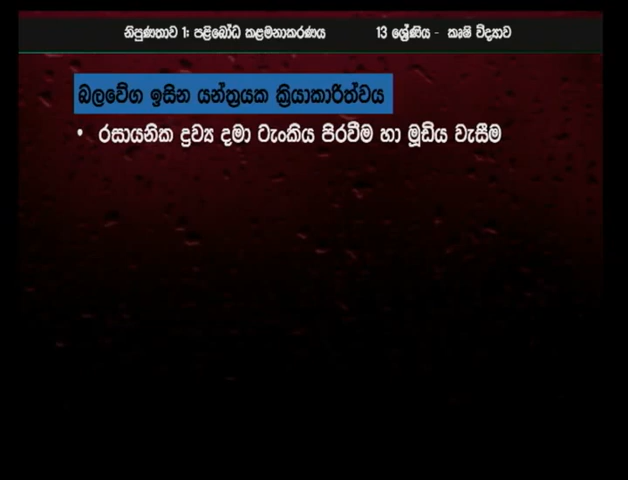 නිපුණතාව 1: පළිබෝධ කළමනාකරණය 13 ශ්‍රේණිය - කෘෂි විද්‍යාව
බලවේග ඉසින යන්ත්‍රයක ක්‍රියාකාරිත්වය
• රසායනික ද්‍රව්‍ය දමා ටැංකිය පිරවීම හා මූඩිය වැසීම